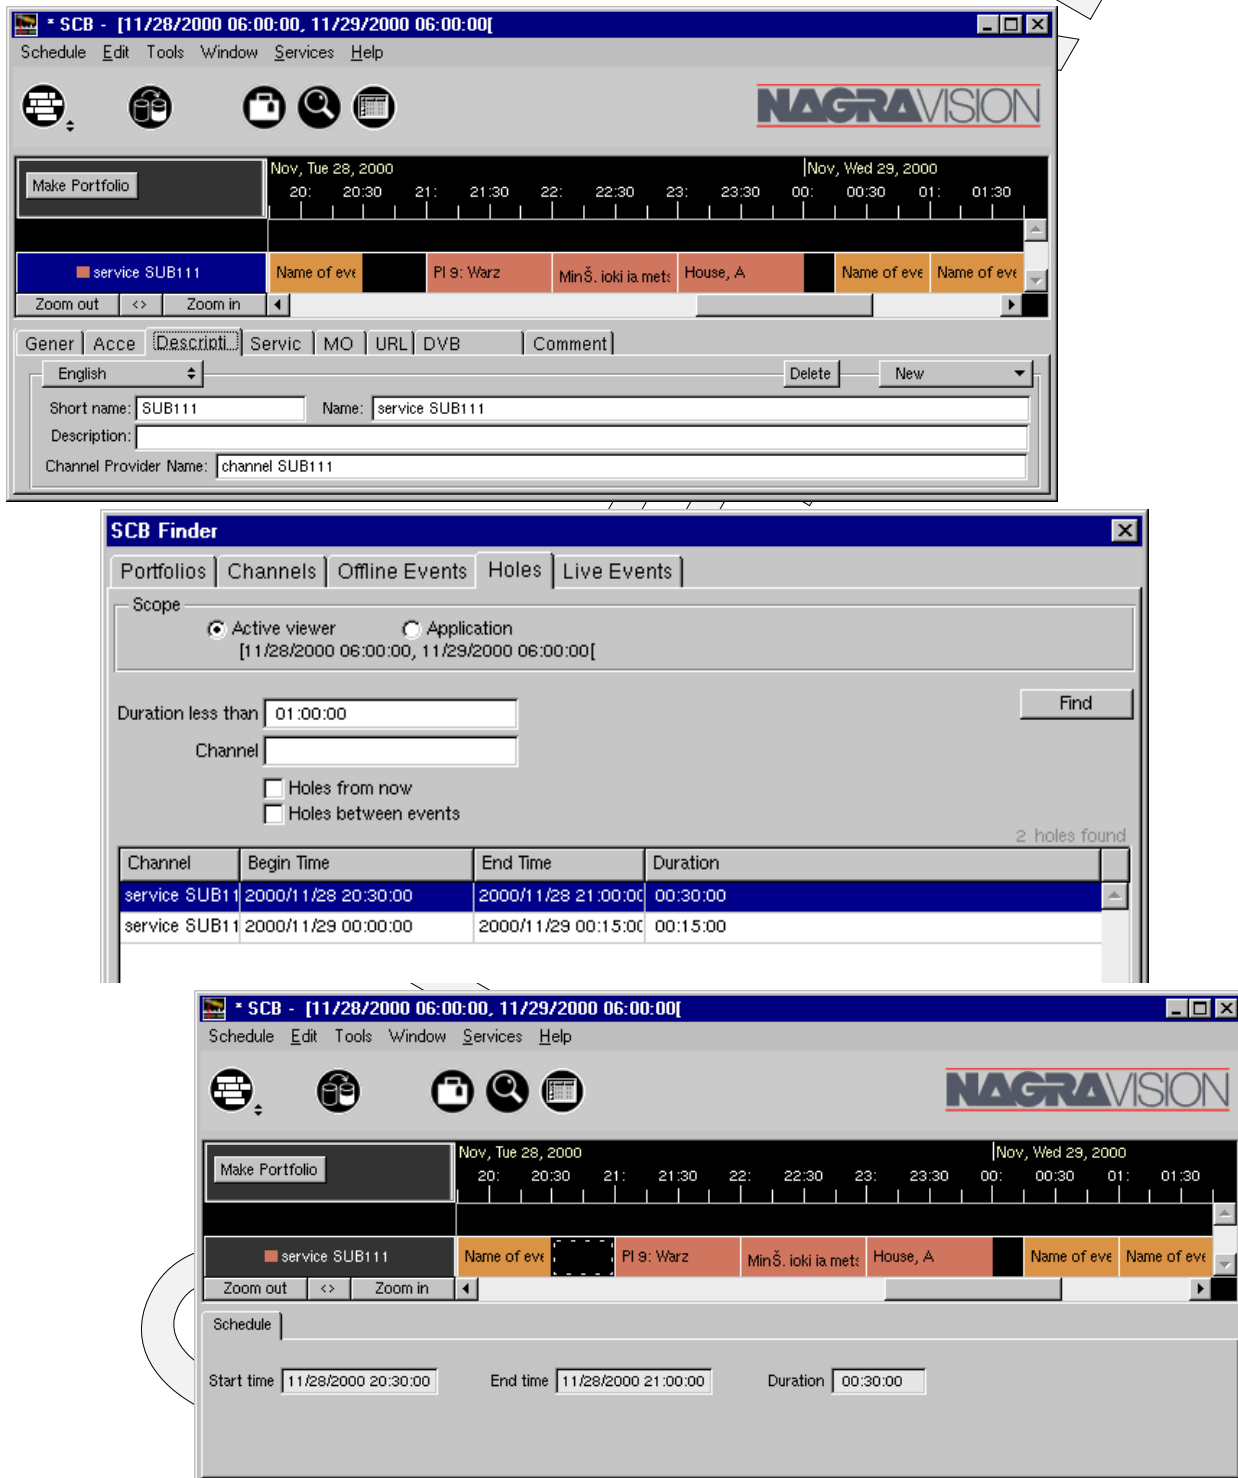 * SCB - [11/28/2000 06:00:00, 11/29/2000 06:00:00[
Schedule Edit Tools Window Services Help
NAGRAVISION
Make Portfolio
Nov, Tue 28, 2000 Nov, Wed 29, 2000
20: 20:30 21: 21:30 22: 22:30 23: 23:30 00: 00:30 01: 01:30
service SUB111 Name of eve PI 9: Warz MinŠ. ioki ia mets House, A Name of eve Name of eve
Zoom out <> Zoom in
Gener Acce Descripti... Servic MO URL DVB Comment
English Delete New
Short name: SUB111 Name: service SUB111
Description:
Channel Provider Name: channel SUB111
SCB Finder
Portfolios Channels Offline Events Holes Live Events
Scope
Active viewer Application
[11/28/2000 06:00:00, 11/29/2000 06:00:00[
Duration less than 01:00:00 Find
Channel
Holes from now
Holes between events
2 holes found
Channel Begin Time End Time Duration
service SUB11 2000/11/28 20:30:00 2000/11/28 21:00:00 00:30:00
service SUB11 2000/11/29 00:00:00 2000/11/29 00:15:00 00:15:00
* SCB - [11/28/2000 06:00:00, 11/29/2000 06:00:00[
Schedule Edit Tools Window Services Help
NAGRAVISION
Make Portfolio
Nov, Tue 28, 2000 Nov, Wed 29, 2000
20: 20:30 21: 21:30 22: 22:30 23: 23:30 00: 00:30 01: 01:30
service SUB111 Name of eve PI 9: Warz MinŠ. ioki ia mets House, A Name of eve Name of eve
Zoom out <> Zoom in
Schedule
Start time 11/28/2000 20:30:00 End time 11/28/2000 21:00:00 Duration 00:30:00